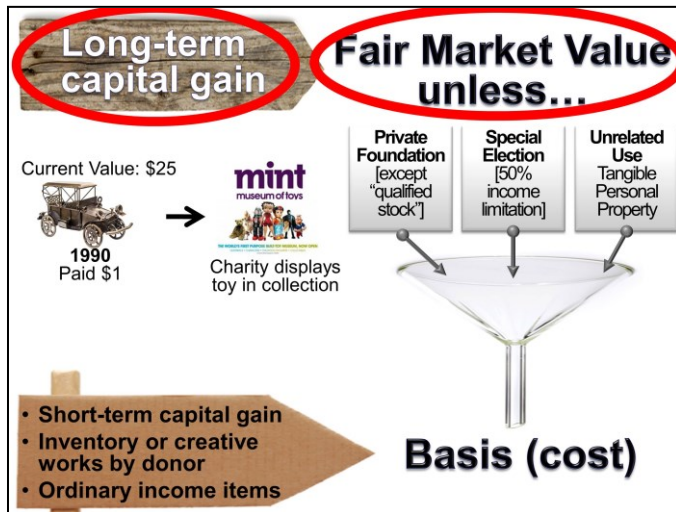 Long-term
capital gain
Fair Market Value
unless...
Private
Foundation
[except
“qualified
stock”]
Special
Election
[50%
income
limitation]
Unrelated
Use
Tangible
Personal
Property
Current Value: $25
1990
Paid $1
mint
museum of toys
Charity displays
toy in collection
• Short-term capital gain
• Inventory or creative
works by donor
• Ordinary income items
Basis (cost)